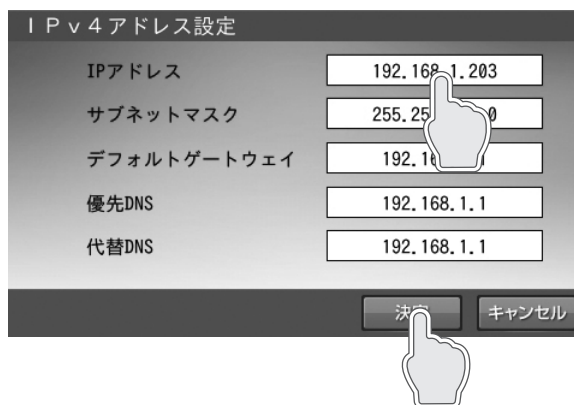 ＩＰｖ４アドレス設定
IPアドレス 192.168.1.203
サブネットマスク
デフォルトゲートウェイ
優先DNS 192.168.1.1
代替DNS 192.168.1.1
キャンセル